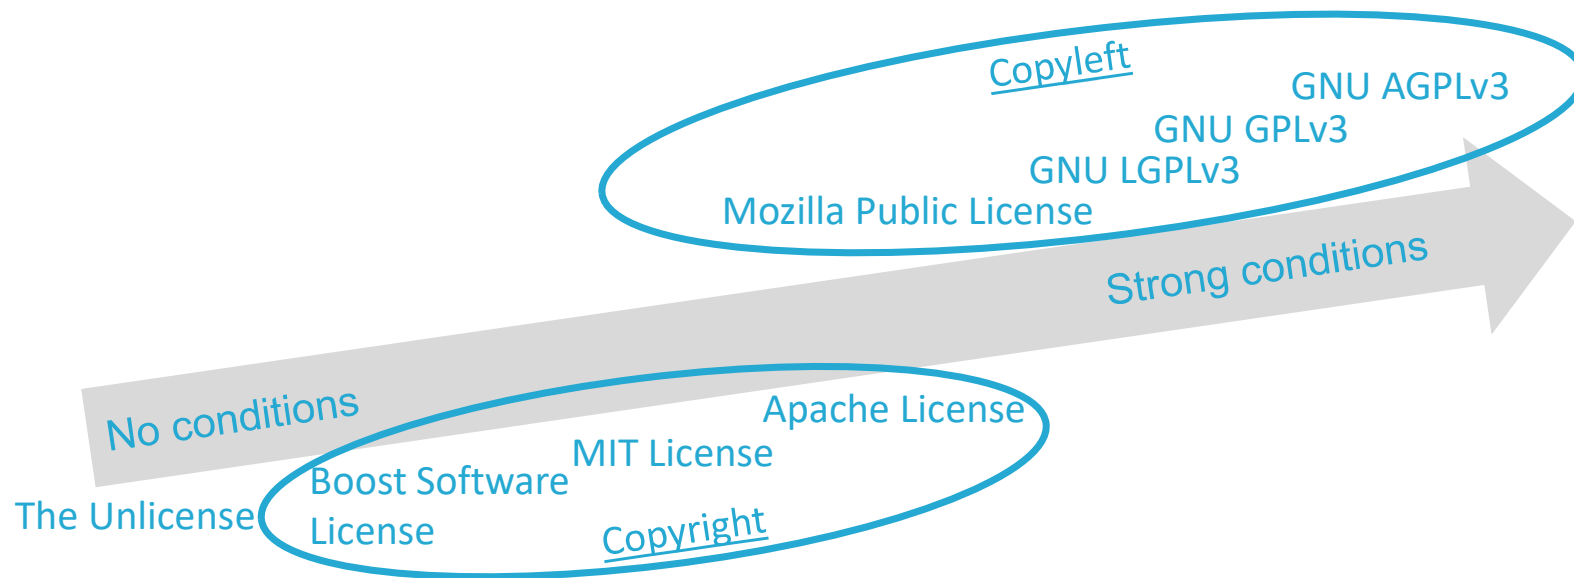 Copyleft
GNU AGPLv3
GNU GPLv3
GNU LGPLv3
Mozilla Public License
Strong conditions
No conditions
Apache License
MIT License
Boost Software
License
The Unlicense
Copyright